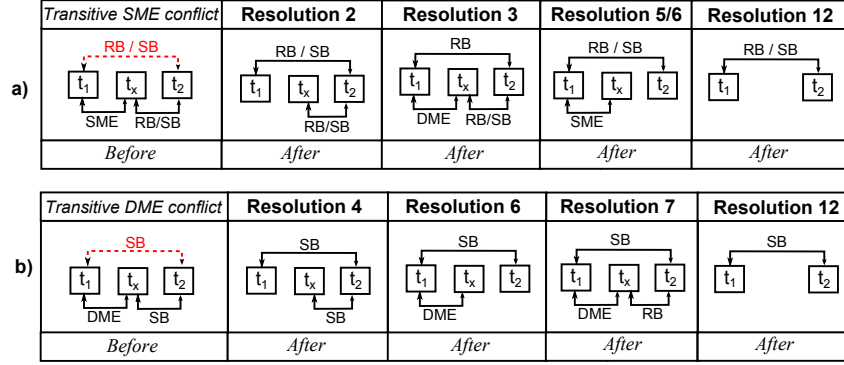 Transitive SME conflict Resolution 2 Resolution 3 Resolution 5/6 Resolution 12
a)
RB / SB RB / SB RB RB / SB RB / SB
t1 tx t2 t1 tx t2 t1 tx t2 t1 tx t2 t1 t2
SME RB/SB RB/SB DME RB/SB SME
Before After After After After
Transitive DME conflict Resolution 4 Resolution 6 Resolution 7 Resolution 12
b)
SB SB SB SB SB
t1 tx t2 t1 tx t2 t1 tx t2 t1 tx t2 t1 t2
DME SB SB DME DME RB
Before After After After After